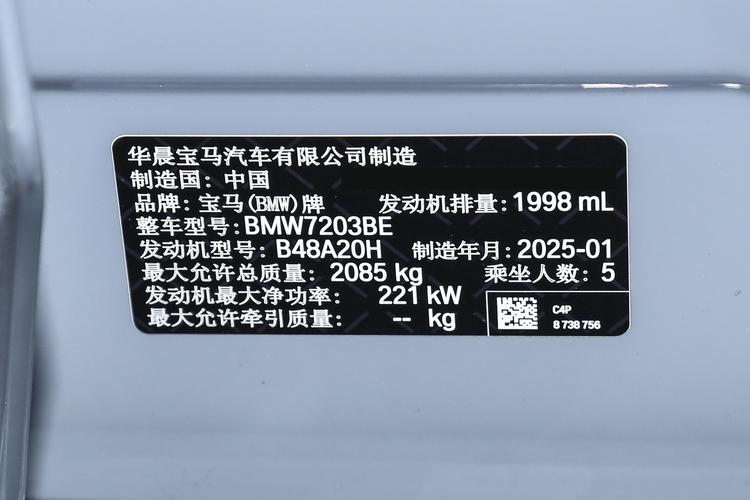 华晨宝马汽车有限公司制造
制造国：中国
品牌：宝马(BMW)牌 发动机排量：1998 mL
整车型号：BMW7203BE
发动机型号：B48A20H 制造年月：2025-01
最大允许总质量：2085 kg 乘坐人数：5
发动机最大净功率： 221 kW
最大允许牵引质量： -- kg
C4P
8 738 756